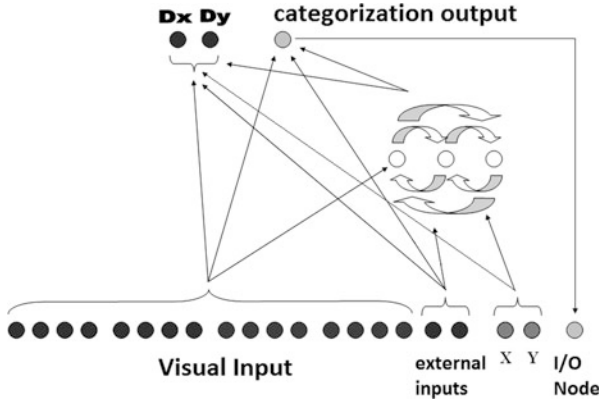 Dx Dy
categorization output
Visual Input
external
inputs
X Y
I/O
Node